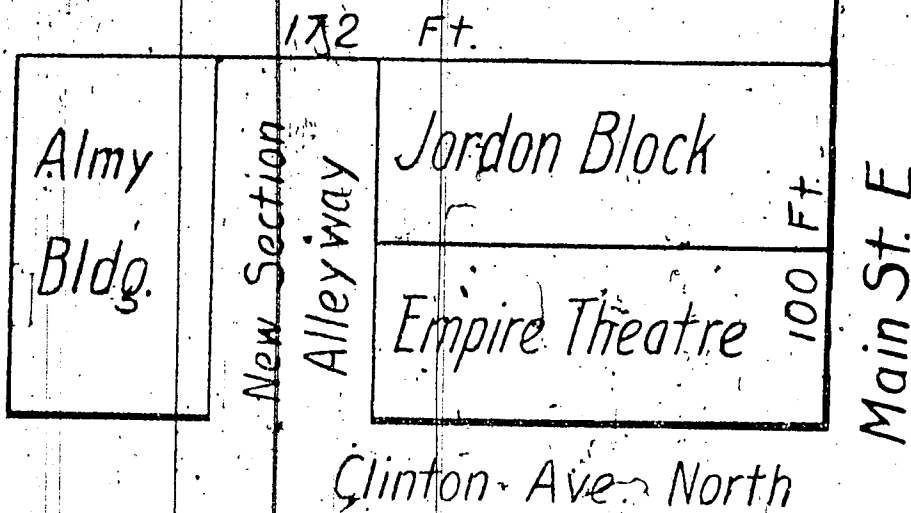 172 Ft.
Almy
Bldg.
New Section
Alleyway
Jordon Block
Empire Theatre
100 Ft.
Main St. E
Clinton Ave. North